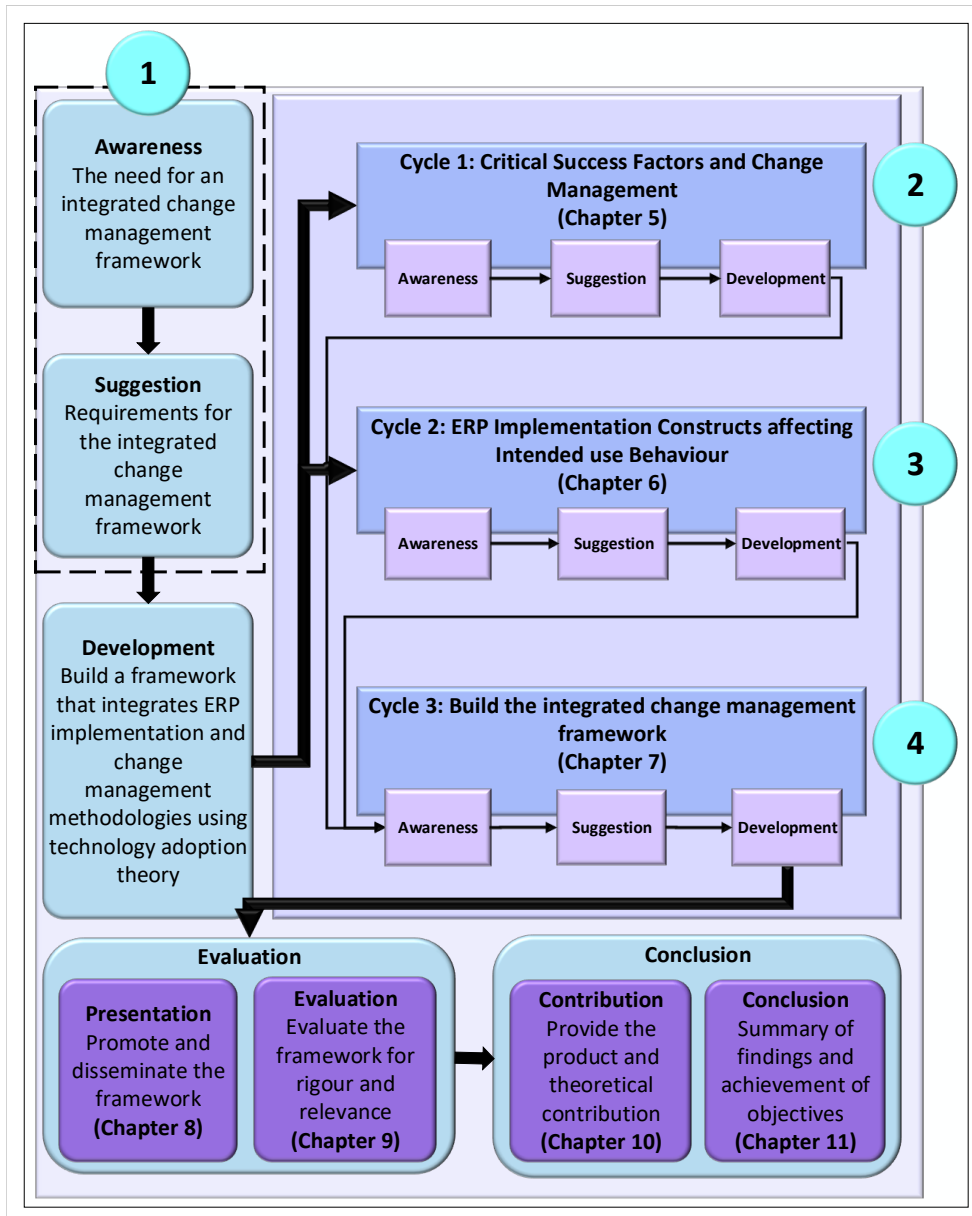 1
Awareness
The need for an
integrated change
management
framework
Suggestion
Requirements for
the integrated
change
management
framework
Development
Build a framework
that integrates ERP
implementation and
change
management
methodologies using
technology adoption
theory
Cycle 1: Critical Success Factors and Change
Management
(Chapter 5)
2
Awareness
Suggestion
Development
Cycle 2: ERP Implementation Constructs affecting
Intended use Behaviour
(Chapter 6)
3
Awareness
Suggestion
Development
Cycle 3: Build the integrated change management
framework
(Chapter 7)
4
Awareness
Suggestion
Development
Evaluation
Presentation
Promote and
disseminate the
framework
(Chapter 8)
Evaluation
Evaluate the
framework for
rigour and
relevance
(Chapter 9)
Conclusion
Contribution
Provide the
product and
theoretical
contribution
(Chapter 10)
Conclusion
Summary of
findings and
achievement of
objectives
(Chapter 11)